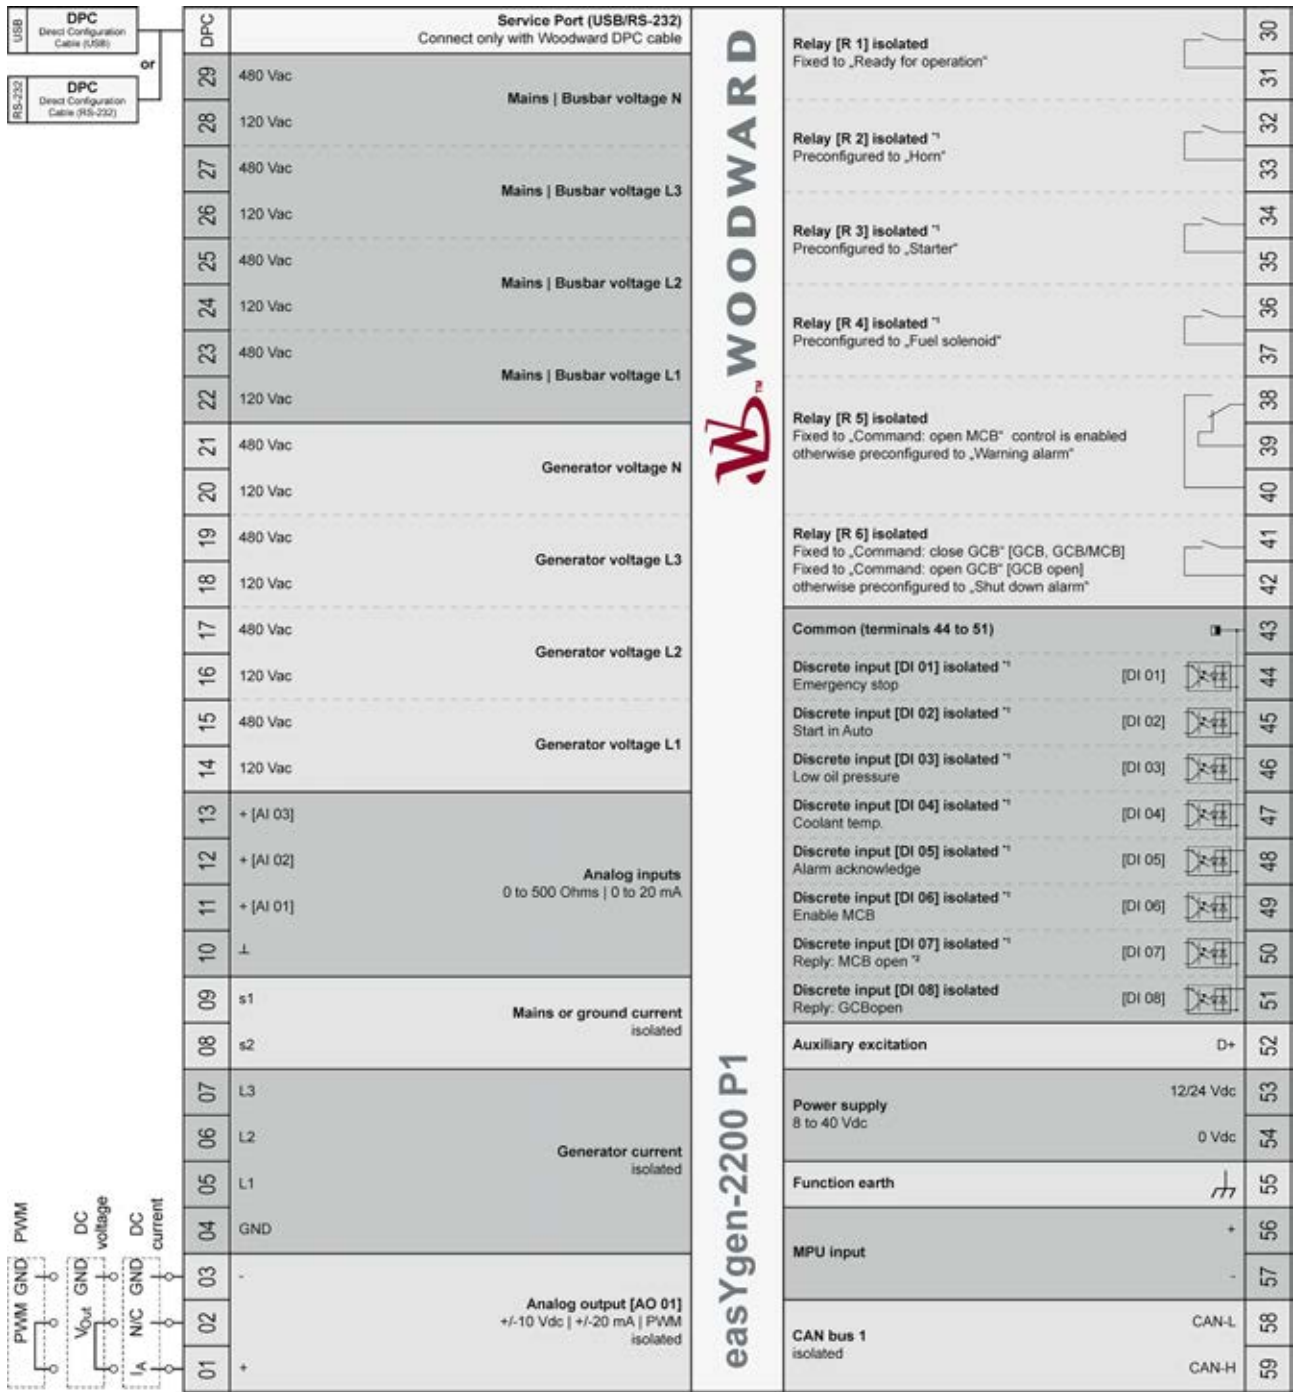 USB
DPC
Direct Configuration
Cable (USB)
or
RS-232
DPC
Direct Configuration
Cable (RS-232)
DPC
Service Port (USB/RS-232)
Connect only with Woodward DPC cable
29
480 Vac
Mains | Busbar voltage N
28
120 Vac
27
480 Vac
Mains | Busbar voltage L3
26
120 Vac
25
480 Vac
Mains | Busbar voltage L2
24
120 Vac
23
480 Vac
Mains | Busbar voltage L1
22
120 Vac
21
480 Vac
Generator voltage N
20
120 Vac
19
480 Vac
Generator voltage L3
18
120 Vac
17
480 Vac
Generator voltage L2
16
120 Vac
15
480 Vac
Generator voltage L1
14
120 Vac
13
+ [AI 03]
12
+ [AI 02]
Analog inputs
0 to 500 Ohms | 0 to 20 mA
11
+ [AI 01]
10
⊥
09
s1
Mains or ground current
isolated
08
s2
07
L3
06
L2
Generator current
isolated
05
L1
04
GND
03
-
Analog output [AO 01]
+/-10 Vdc | +/-20 mA | PWM
isolated
02
01
+
PWM
DC
voltage
DC
current
GND
GND
GND
PWM
VOut
N/C
IA
WOODWARD
TM
W
easYgen-2200 P1
Relay [R 1] isolated
Fixed to „Ready for operation"
30
31
Relay [R 2] isolated *1
Preconfigured to „Horn"
32
33
Relay [R 3] isolated *1
Preconfigured to „Starter"
34
35
Relay [R 4] isolated *1
Preconfigured to „Fuel solenoid"
36
37
Relay [R 5] isolated
Fixed to „Command: open MCB" control is enabled
otherwise preconfigured to „Warning alarm"
38
39
40
Relay [R 6] isolated
Fixed to „Command: close GCB" [GCB, GCB/MCB]
Fixed to „Command: open GCB" [GCB open]
otherwise preconfigured to „Shut down alarm"
41
42
Common (terminals 44 to 51)
43
Discrete input [DI 01] isolated *1
Emergency stop
[DI 01]
44
Discrete input [DI 02] isolated *1
Start in Auto
[DI 02]
45
Discrete input [DI 03] isolated *1
Low oil pressure
[DI 03]
46
Discrete input [DI 04] isolated *1
Coolant temp.
[DI 04]
47
Discrete input [DI 05] isolated *1
Alarm acknowledge
[DI 05]
48
Discrete input [DI 06] isolated *1
Enable MCB
[DI 06]
49
Discrete input [DI 07] isolated *1
Reply: MCB open *2
[DI 07]
50
Discrete input [DI 08] isolated
Reply: GCBopen
[DI 08]
51
Auxiliary excitation
D+
52
Power supply
8 to 40 Vdc
12/24 Vdc
53
0 Vdc
54
Function earth
55
MPU input
+
56
-
57
CAN bus 1
isolated
CAN-L
58
CAN-H
59